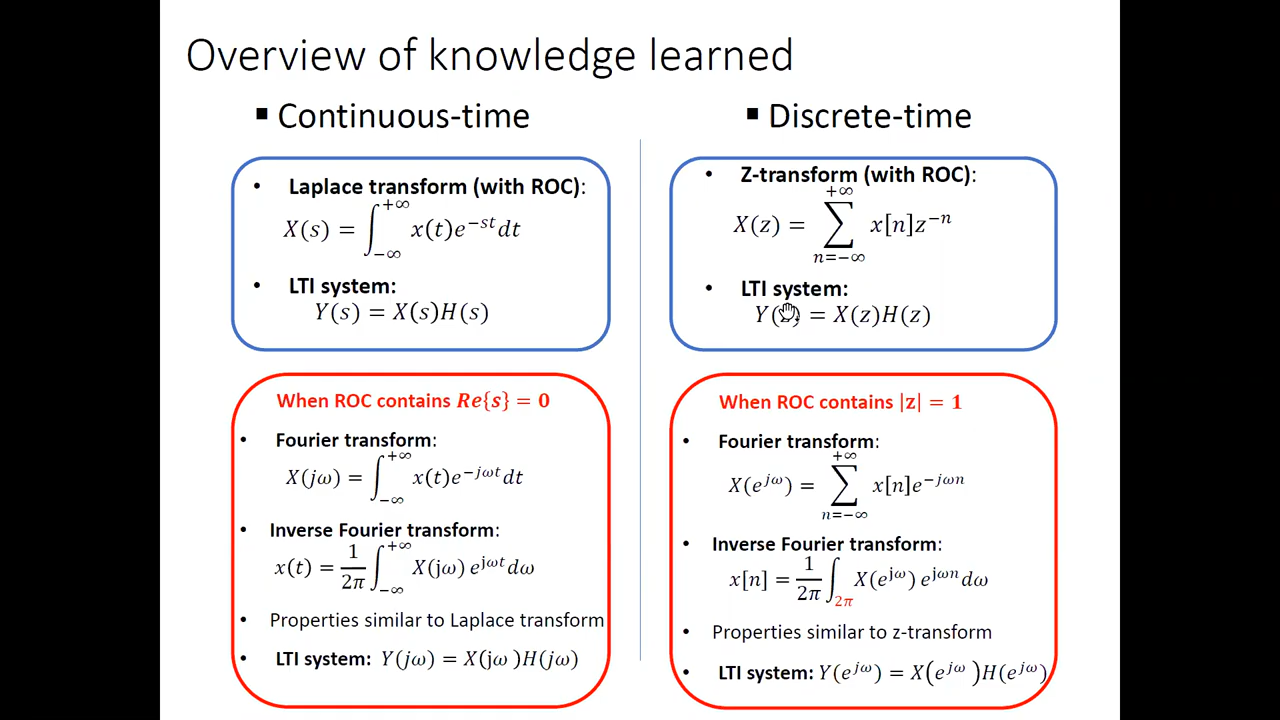 Overview of knowledge learned
▪ Continuous-time
• Laplace transform (with ROC):
X(s) = ∫_{−∞}^{+∞} x(t)e^{−st}dt
• LTI system:
Y(s) = X(s)H(s)
When ROC contains Re{s} = 0
• Fourier transform:
X(jω) = ∫_{−∞}^{+∞} x(t)e^{−jωt}dt
• Inverse Fourier transform:
x(t) = \frac{1}{2π} ∫_{−∞}^{+∞} X(jω) e^{jωt}dω
• Properties similar to Laplace transform
• LTI system: Y(jω) = X(jω )H(jω)
▪ Discrete-time
• Z-transform (with ROC):
X(z) = ∑_{n=−∞}^{+∞} x[n]z^{−n}
• LTI system:
Y(z) = X(z)H(z)
When ROC contains |z| = 1
• Fourier transform:
X(e^{jω}) = ∑_{n=−∞}^{+∞} x[n]e^{−jωn}
• Inverse Fourier transform:
x[n] = \frac{1}{2π} ∫_{2π} X(e^{jω}) e^{jωn}dω
• Properties similar to z-transform
• LTI system: Y(e^{jω}) = X(e^{jω} )H(e^{jω})